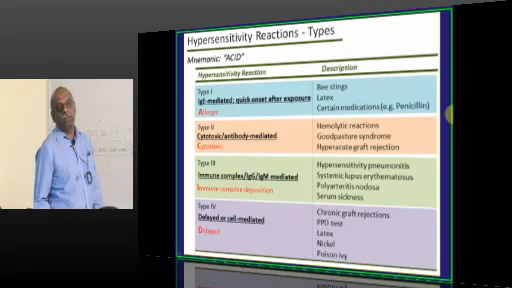 Hypersensitivity Reactions - Types
Mnemonic: "ACID"
Hypersensitivity Reaction
Description
Type I
IgE-mediated; quick onset after exposure
Allergic
Bee stings
Latex
Certain medications (e.g, Penicillin)
Type II
Cytotoxic/antibody-mediated
Cytotoxic
Hemolytic reactions
Goodpasture syndrome
Hyperacute graft rejection
Type III
Immune complex/IgG/IgM mediated
Immune complex deposition
Hypersensitivity pneumonitis
Systemic lupus erythematosus
Polyarteritis nodosa
Serum sickness
Type IV
Delayed or cell-mediated
Delayed
Chronic graft rejections
PPD test
Latex
Nickel
Poison ivy